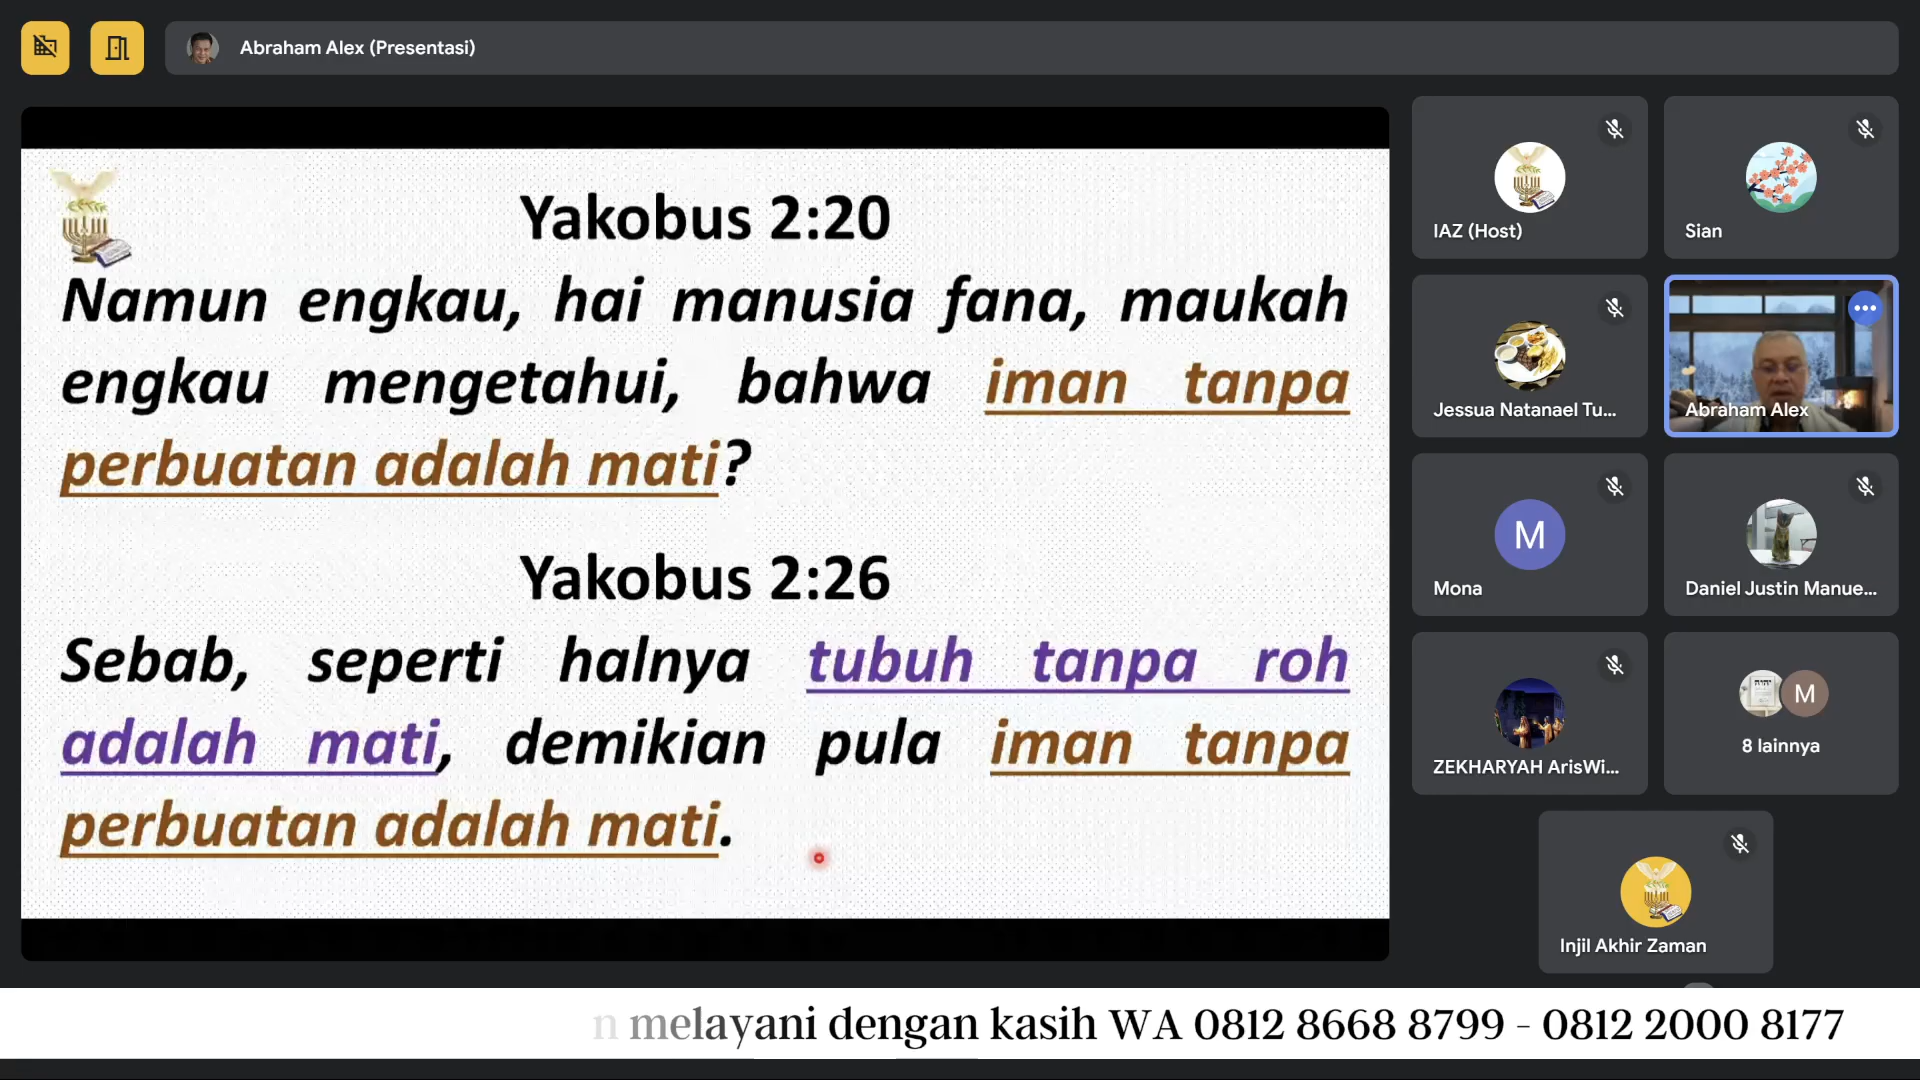 Abraham Alex (Presentasi)
Yakobus 2:20
Namun engkau, hai manusia fana, maukah
engkau mengetahui, bahwa iman tanpa
perbuatan adalah mati?
Yakobus 2:26
Sebab, seperti halnya tubuh tanpa roh
adalah mati, demikian pula iman tanpa
perbuatan adalah mati.
IAZ (Host)
Sian
Jessua Natanael Tu...
Abraham Alex
M
Mona
Daniel Justin Manue...
ZEKHARYAH ArisWi...
יהוה
M
8 lainnya
Injil Akhir Zaman
n melayani dengan kasih WA 0812 8668 8799 - 0812 2000 8177